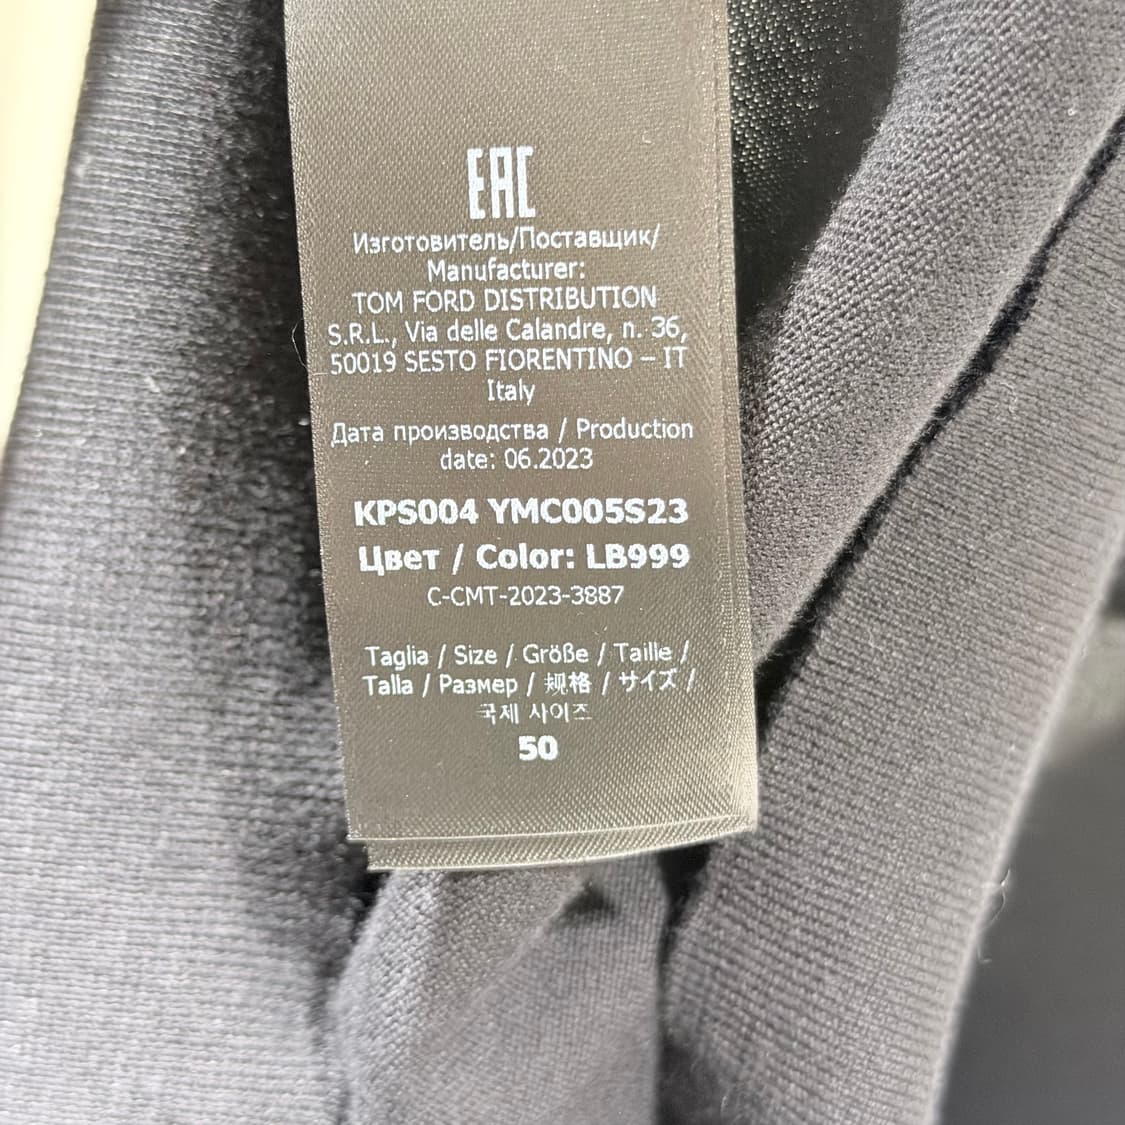 EAC
Изготовитель/Поставщик/
Manufacturer:
TOM FORD DISTRIBUTION
S.R.L., Via delle Calandre, n. 36,
50019 SESTO FIORENTINO – IT
Italy
Дата производства / Production
date: 06.2023
KPS004 YMC005S23
Цвет / Color: LB999
C-CMT-2023-3887
Taglia / Size / Größe / Taille /
Talla / Размер / 规格 / サイズ /
국제 사이즈
50